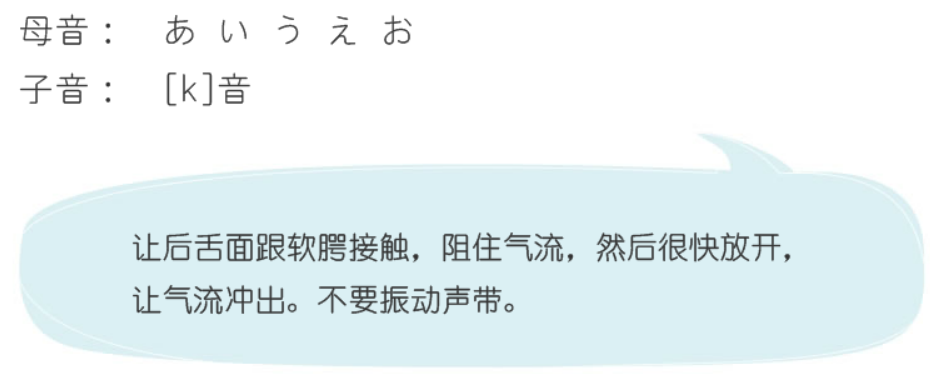 母音： あ い う え お
子音： [k]音
让后舌面跟软腭接触，阻住气流，然后很快放开，
让气流冲出。不要振动声带。